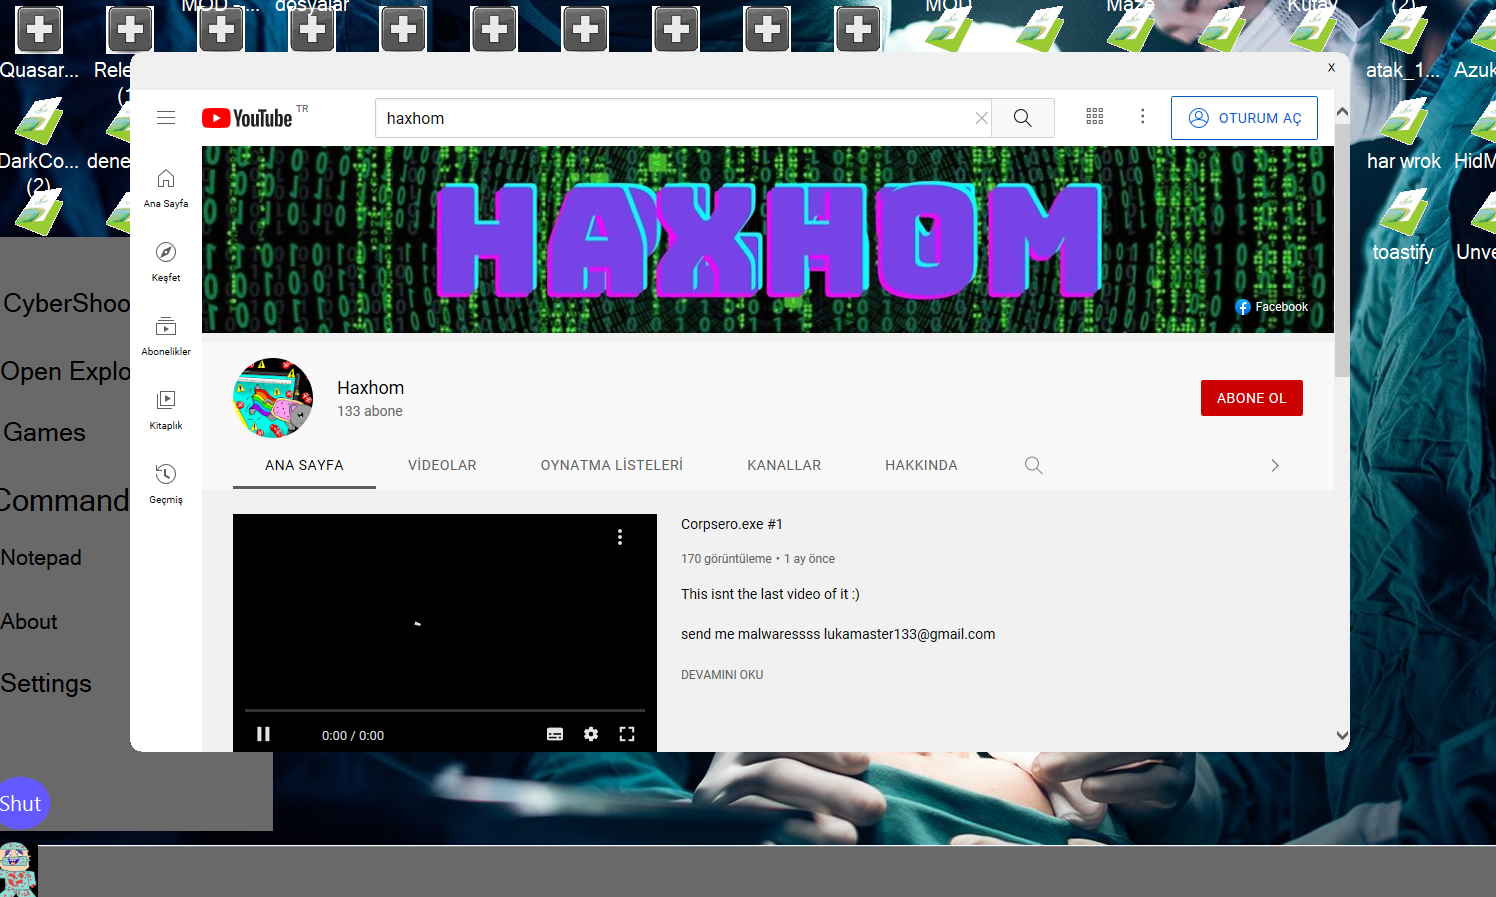 MOD -...
dosyalar
MOD
Maze
Kulay
(2)
Quasar...
Rele
(1
atak_1...
Azuk
DarkCo...
(2)
dene
har wrok
HidM
toastify
Unve
x
YouTube TR
haxhom
OTURUM AÇ
Ana Sayfa
Keşfet
Abonelikler
Kitaplık
Geçmiş
HAXHOM
Facebook
Haxhom
133 abone
ABONE OL
ANA SAYFA
VİDEOLAR
OYNATMA LİSTELERİ
KANALLAR
HAKKINDA
Corpsero.exe #1
170 görüntüleme • 1 ay önce
This isnt the last video of it :)
send me malwaressss lukamaster133@gmail.com
DEVAMINI OKU
0:00 / 0:00
CyberShoo
Open Explo
Games
Command
Notepad
About
Settings
Shut